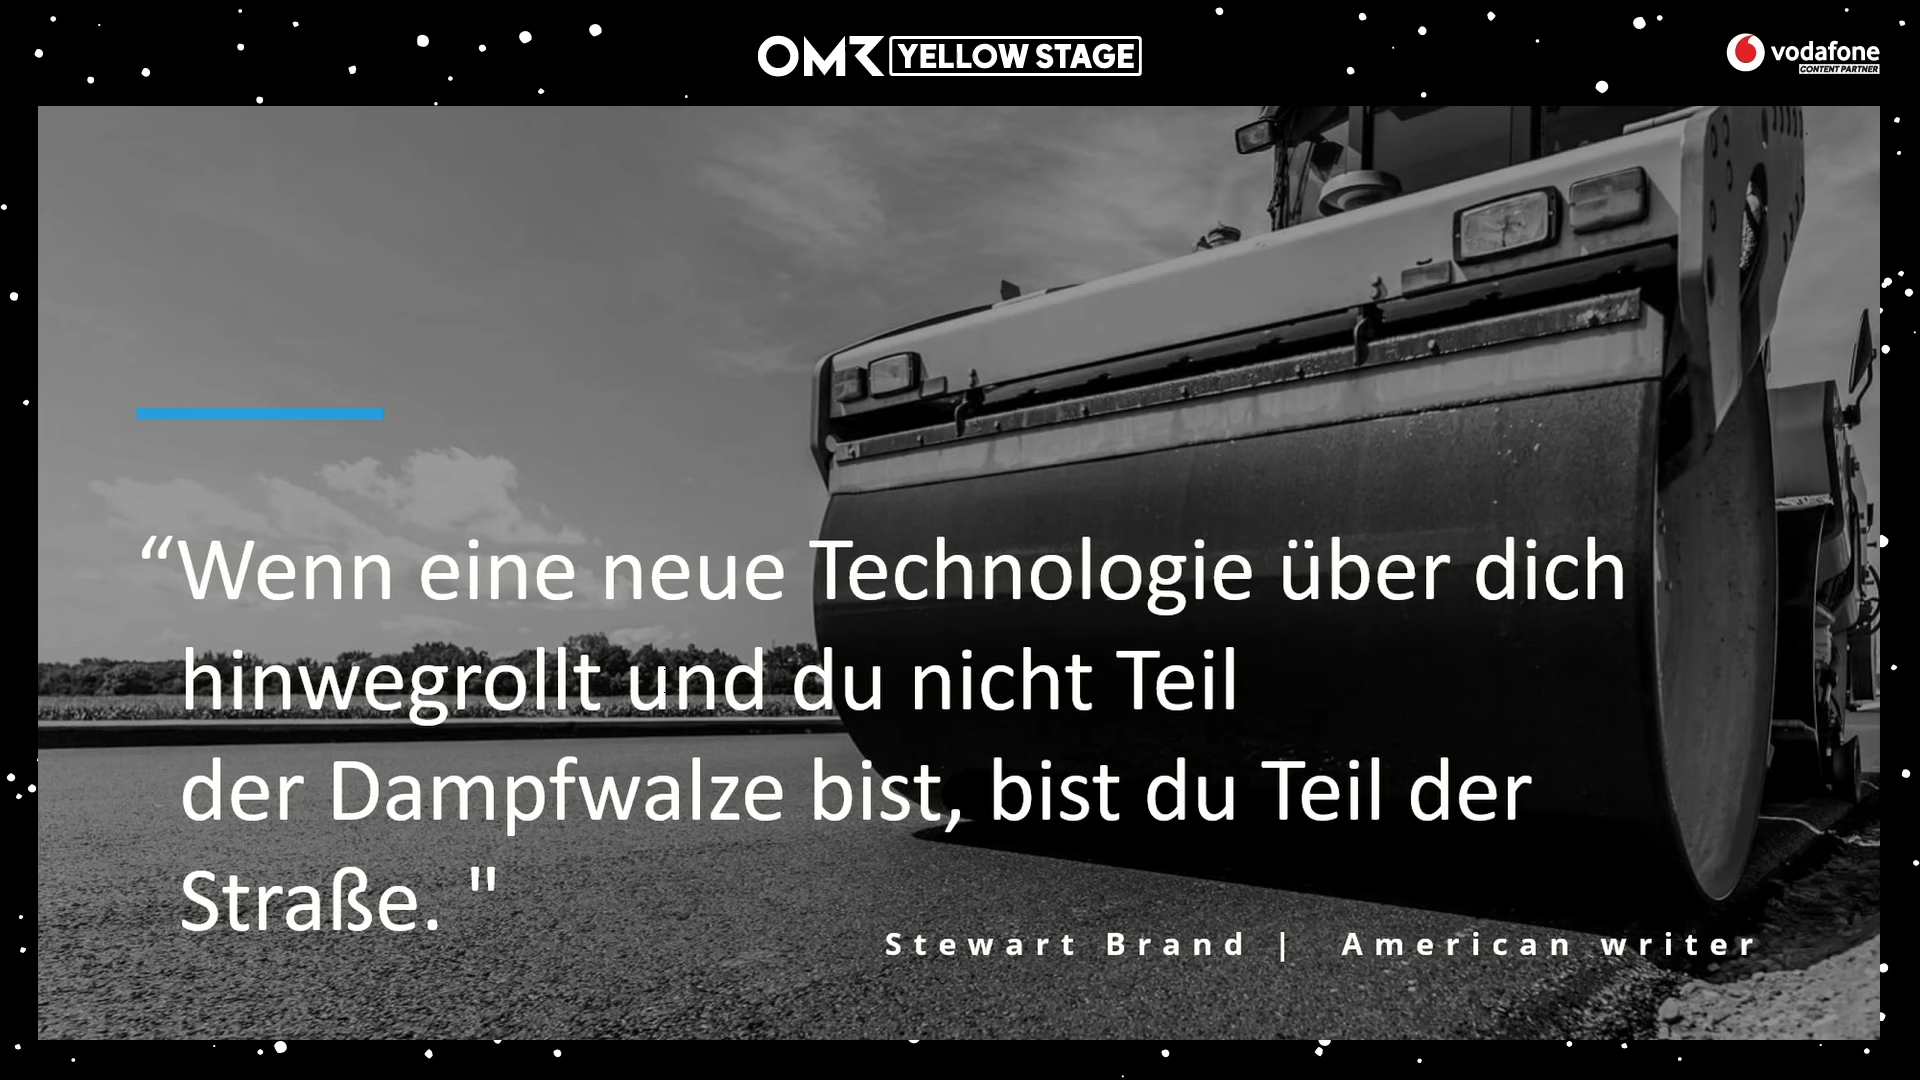 OMR YELLOW STAGE
vodafone
CONTENT PARTNER
“Wenn eine neue Technologie über dich
hinwegrollt und du nicht Teil
der Dampfwalze bist, bist du Teil der
Straße. "
Stewart Brand | American writer